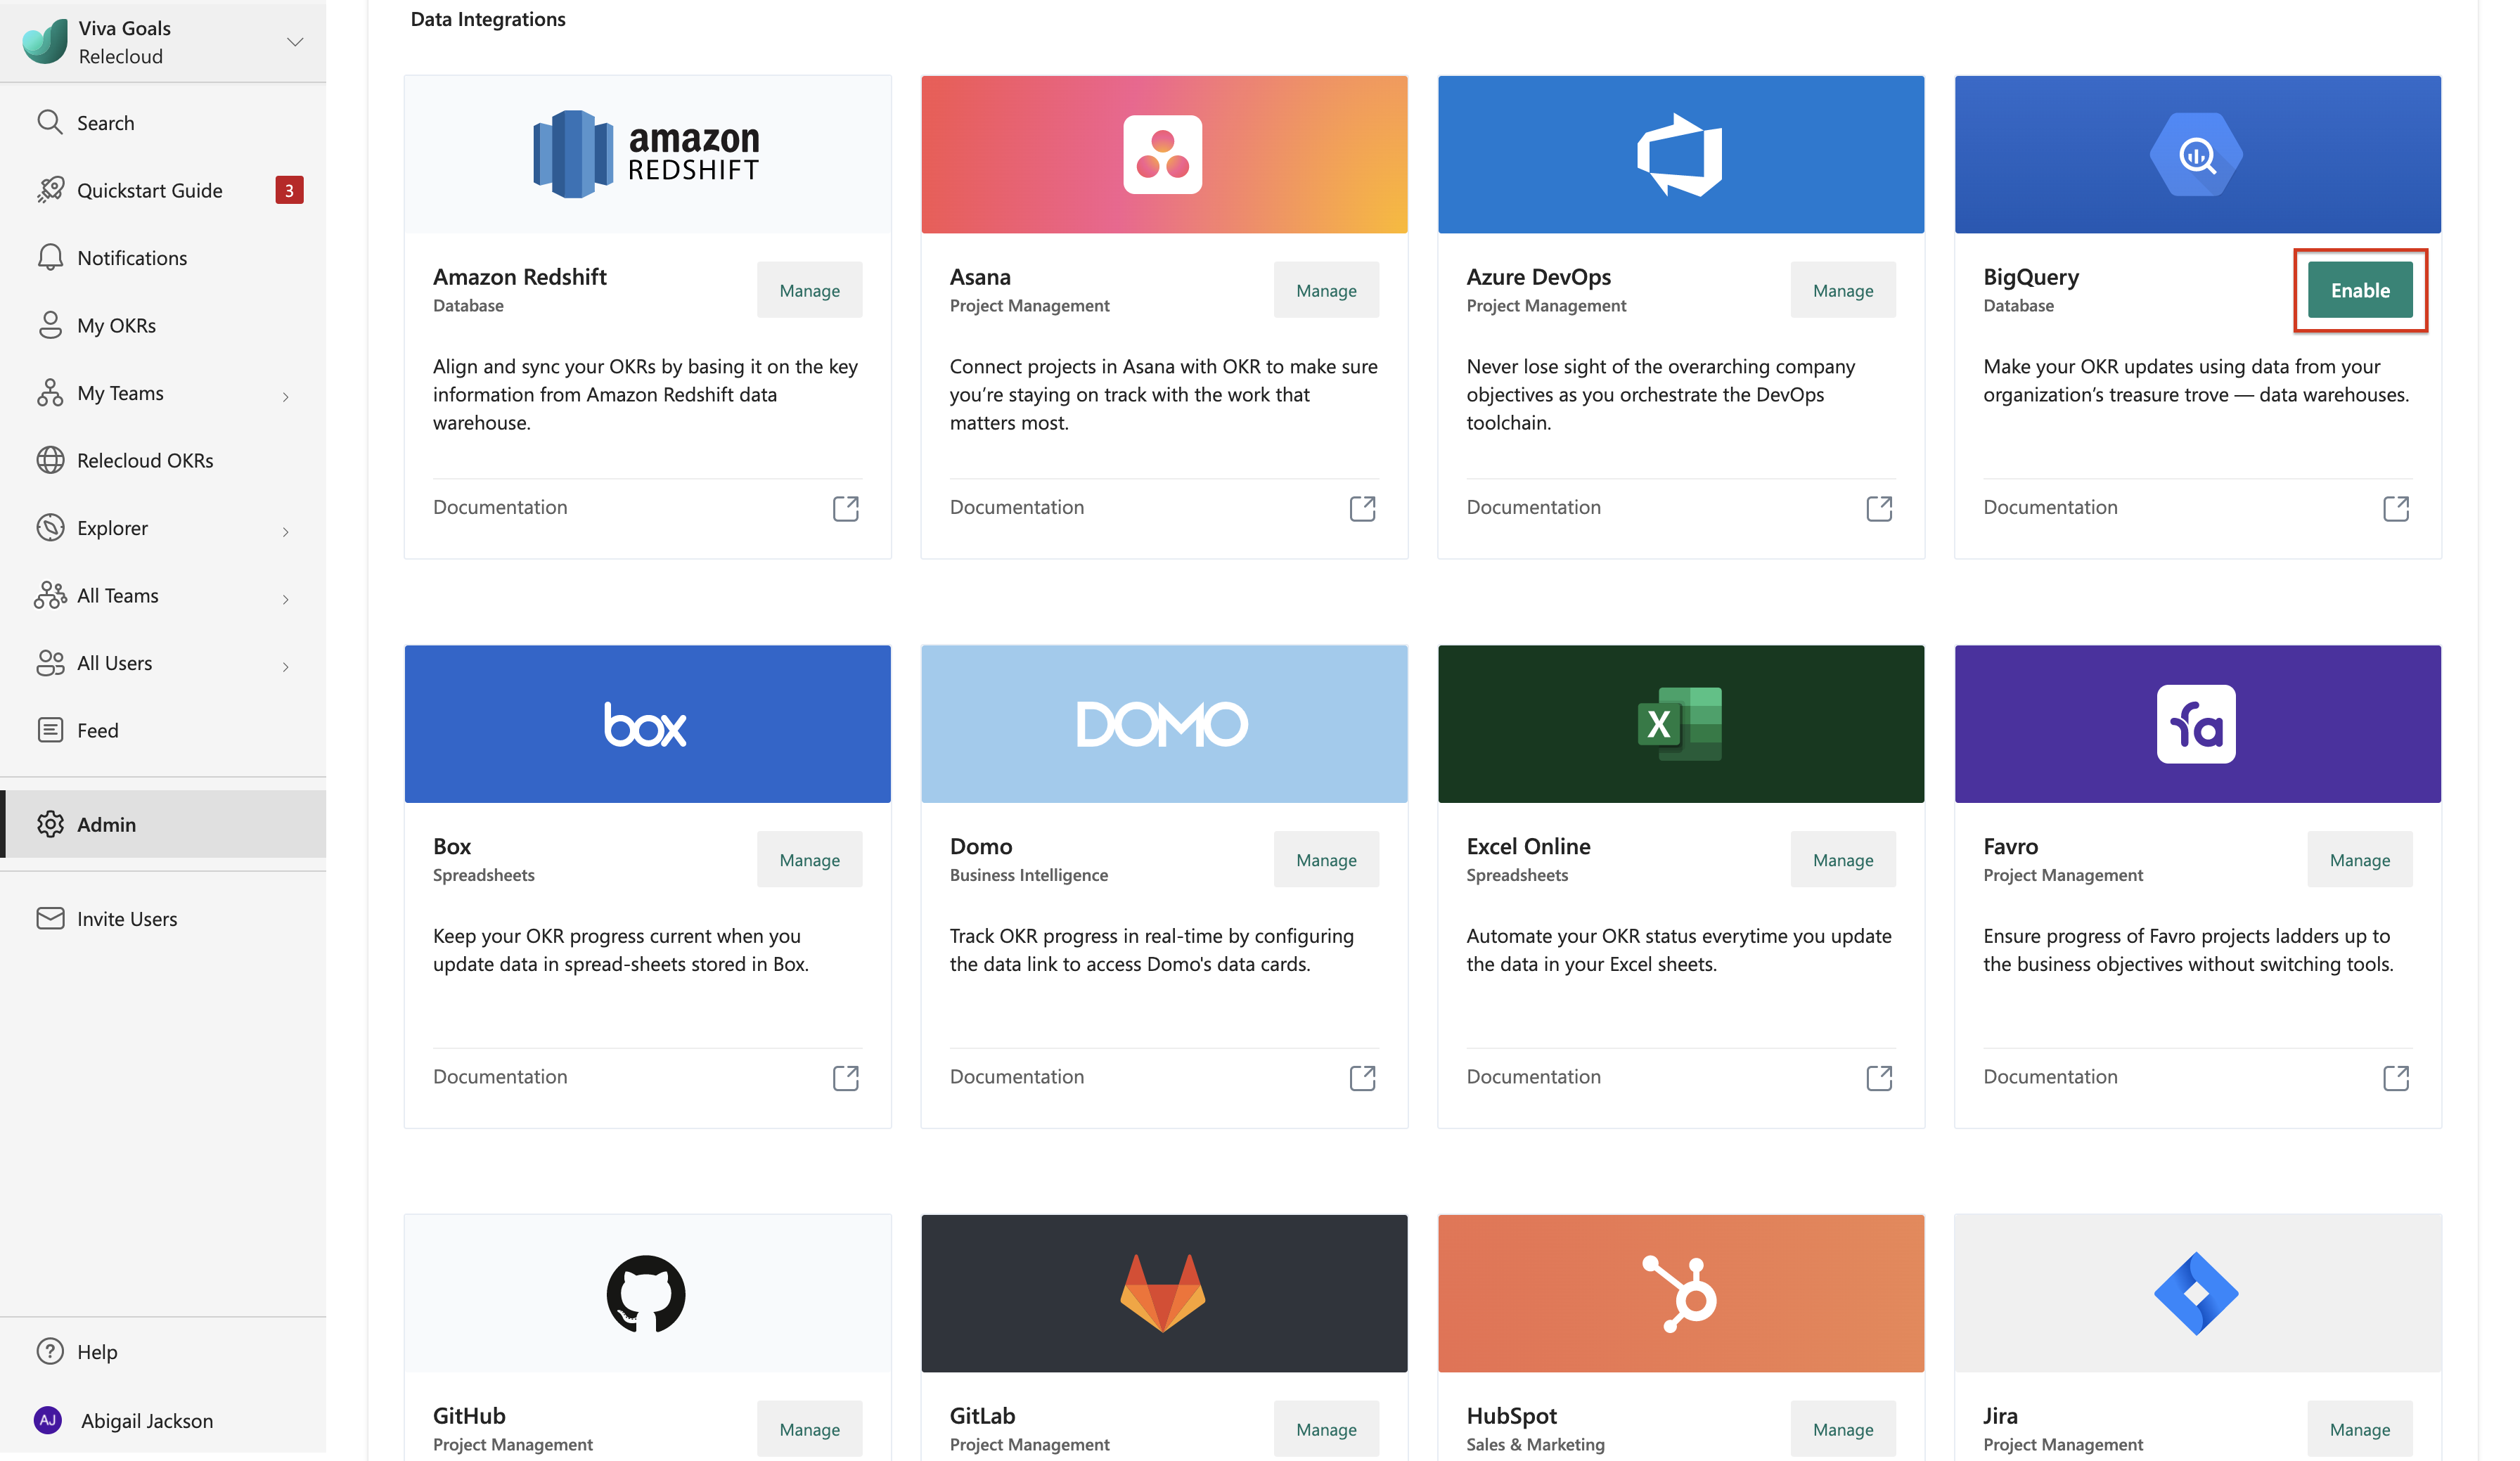 Viva Goals
Relecloud
Search
Quickstart Guide
3
Notifications
My OKRs
My Teams
Relecloud OKRs
Explorer
All Teams
All Users
Feed
Admin
Invite Users
Help
AJ
Abigail Jackson
Data Integrations
amazon
REDSHIFT
Amazon Redshift
Database
Manage
Align and sync your OKRs by basing it on the key
information from Amazon Redshift data
warehouse.
Documentation
Asana
Project Management
Manage
Connect projects in Asana with OKR to make sure
you’re staying on track with the work that
matters most.
Documentation
Azure DevOps
Project Management
Manage
Never lose sight of the overarching company
objectives as you orchestrate the DevOps
toolchain.
Documentation
BigQuery
Database
Enable
Make your OKR updates using data from your
organization’s treasure trove — data warehouses.
Documentation
box
Box
Spreadsheets
Manage
Keep your OKR progress current when you
update data in spread-sheets stored in Box.
Documentation
DOMO
Domo
Business Intelligence
Manage
Track OKR progress in real-time by configuring
the data link to access Domo's data cards.
Documentation
X
Excel Online
Spreadsheets
Manage
Automate your OKR status everytime you update
the data in your Excel sheets.
Documentation
fa
Favro
Project Management
Manage
Ensure progress of Favro projects ladders up to
the business objectives without switching tools.
Documentation
GitHub
Project Management
Manage
GitLab
Project Management
Manage
HubSpot
Sales & Marketing
Manage
Jira
Project Management
Manage